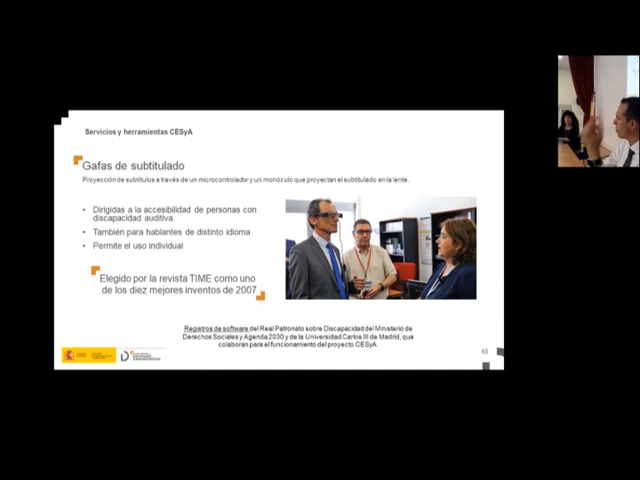 Servicios y herramientas CESyA
Gafas de subtitulado
Proyección de subtítulos a través de un microcontrolador y un monóculo que proyectan el subtitulado en la lente.
• Dirigidas a la accesibilidad de personas con
discapacidad auditiva
• También para hablantes de distinto idioma
• Permite el uso individual
Elegido por la revista TIME como uno
de los diez mejores inventos de 2007
Registros de software del Real Patronato sobre Discapacidad del Ministerio de
Derechos Sociales y Agenda 2030 y de la Universidad Carlos III de Madrid, que
colaboran para el funcionamiento del proyecto CESyA.